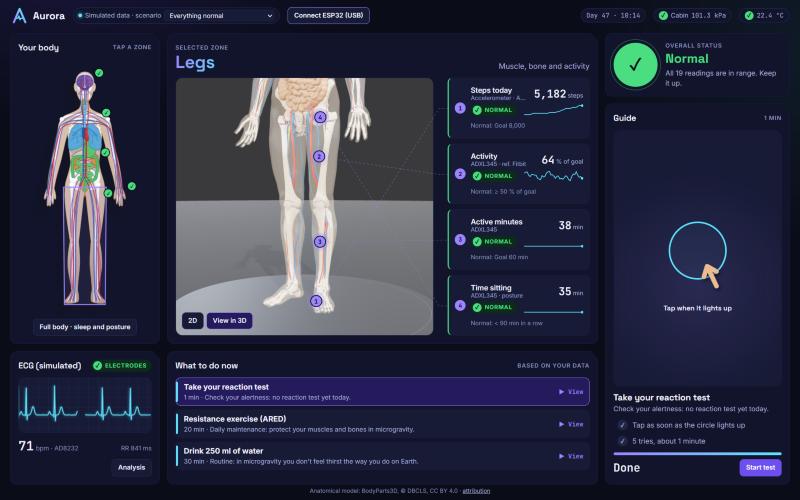 Aurora
Simulated data · scenario Everything normal
Connect ESP32 (USB)
Day 47 · 10:14
Cabin 101.3 kPa
22.4 °C
Your body
TAP A ZONE
Full body · sleep and posture
SELECTED ZONE
Legs
Muscle, bone and activity
4
2
3
1
2D
View in 3D
1
Steps today
Accelerometer · A...
5,182 steps
NORMAL
Normal: Goal 8,000
2
Activity
ADXL345 · ref. Fitbit
64 % of goal
NORMAL
Normal: ≥ 50 % of goal
3
Active minutes
ADXL345
38 min
NORMAL
Normal: Goal 60 min
4
Time sitting
ADXL345 · posture
35 min
NORMAL
Normal: < 90 min in a row
OVERALL STATUS
Normal
All 19 readings are in range. Keep
it up.
Guide
1 MIN
Tap when it lights up
Take your reaction test
Check your alertness: no reaction test yet today.
Tap as soon as the circle lights up
5 tries, about 1 minute
Done
Start test
ECG (simulated)
ELECTRODES
71 bpm · AD8232
RR 841 ms
Analysis
What to do now
BASED ON YOUR DATA
Take your reaction test
1 min · Check your alertness: no reaction test yet today.
View
Resistance exercise (ARED)
20 min · Daily maintenance: protect your muscles and bones in microgravity.
View
Drink 250 ml of water
30 min · Routine: in microgravity you don't feel thirst the way you do on Earth.
View
Anatomical model: BodyParts3D, © DBCLS, CC BY 4.0 · attribution